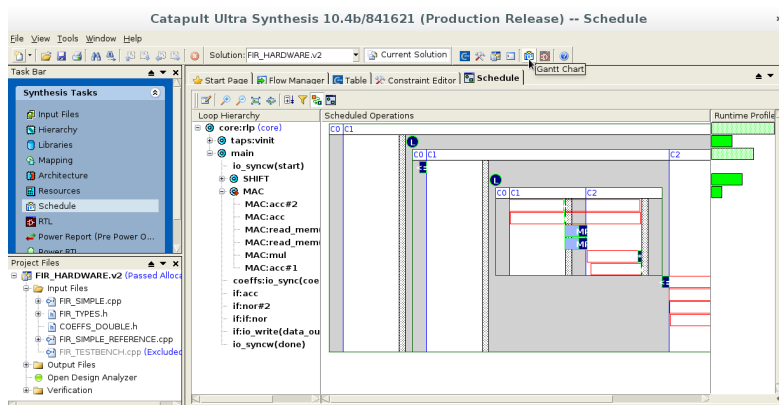 Catapult Ultra Synthesis 10.4b/841621 (Production Release) -- Schedule
File View Tools Window Help
Solution: FIR_HARDWARE.v2 Current Solution
Gantt Chart
Task Bar
Start Page Flow Manager Table Constraint Editor Schedule
Synthesis Tasks
Input Files
Hierarchy
Libraries
Mapping
Architecture
Resources
Schedule
RTL
Power Report (Pre Power O...
Power RTL
Loop Hierarchy Scheduled Operations Runtime Profile
core:rlp (core)
taps:vinit
main
io_syncw(start)
SHIFT
MAC
MAC:acc#2
MAC:acc
MAC:read_mem
MAC:read_mem
MAC:mul
MAC:acc#1
coeffs:io_sync(coe
if:acc
if:nor#2
if:if:nor
if:io_write(data_ou
io_syncw(done)
C0 C1
C0 C1 C2
C0 C1 C2
Project Files
FIR_HARDWARE.v2 (Passed Alloca
Input Files
FIR_SIMPLE.cpp
FIR_TYPES.h
COEFFS_DOUBLE.h
FIR_SIMPLE_REFERENCE.cpp
FIR_TESTBENCH.cpp (Excluded
Output Files
Open Design Analyzer
Verification